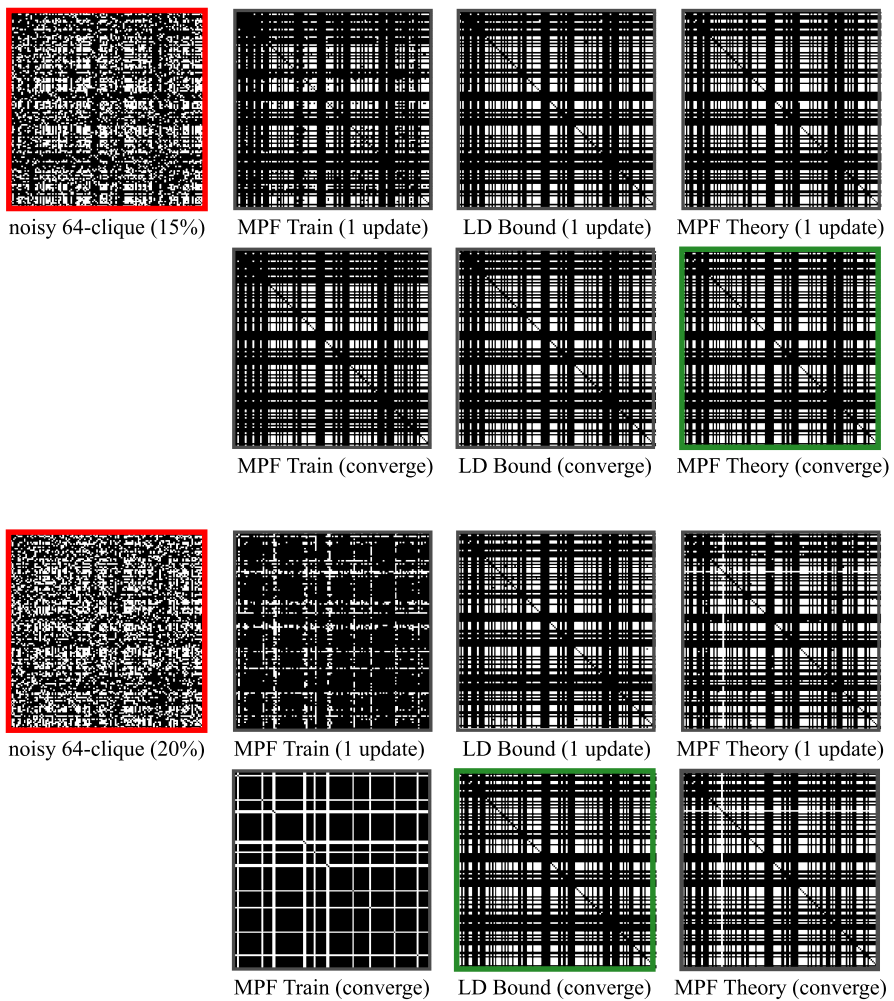 noisy 64-clique (15%) MPF Train (1 update) LD Bound (1 update) MPF Theory (1 update)
MPF Train (converge) LD Bound (converge) MPF Theory (converge)
noisy 64-clique (20%) MPF Train (1 update) LD Bound (1 update) MPF Theory (1 update)
MPF Train (converge) LD Bound (converge) MPF Theory (converge)